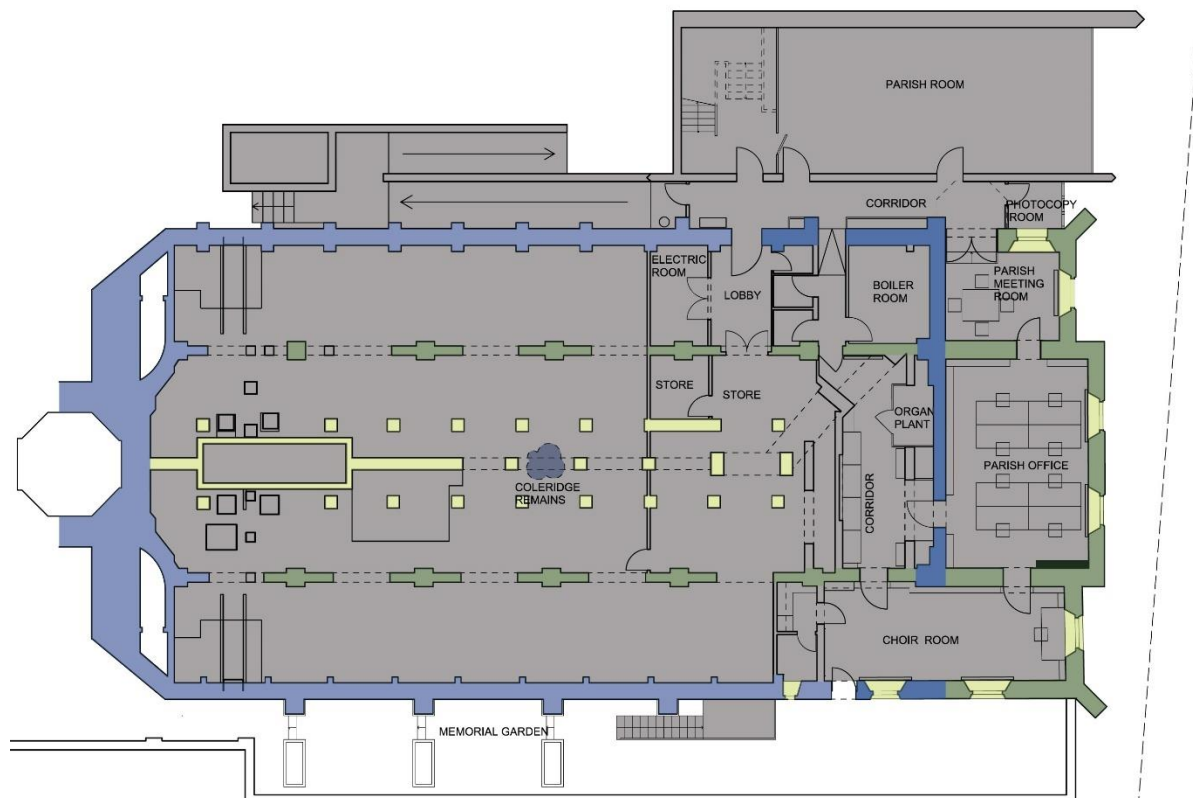 PARISH ROOM
CORRIDOR
PHOTOCOPY
ROOM
ELECTRIC
ROOM
LOBBY
BOILER
ROOM
PARISH
MEETING
ROOM
STORE
STORE
ORGAN
PLANT
PARISH OFFICE
COLERIDGE
REMAINS
CORRIDOR
CHOIR ROOM
MEMORIAL GARDEN